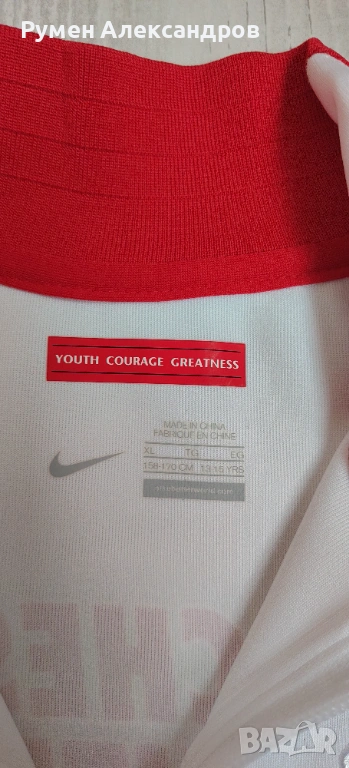 Румен Александров
YOUTH COURAGE GREATNESS
MADE IN CHINA
FABRIQUÉ EN CHINE
XL TG EG
158-170 CM 13-15 YRS
BAZAR